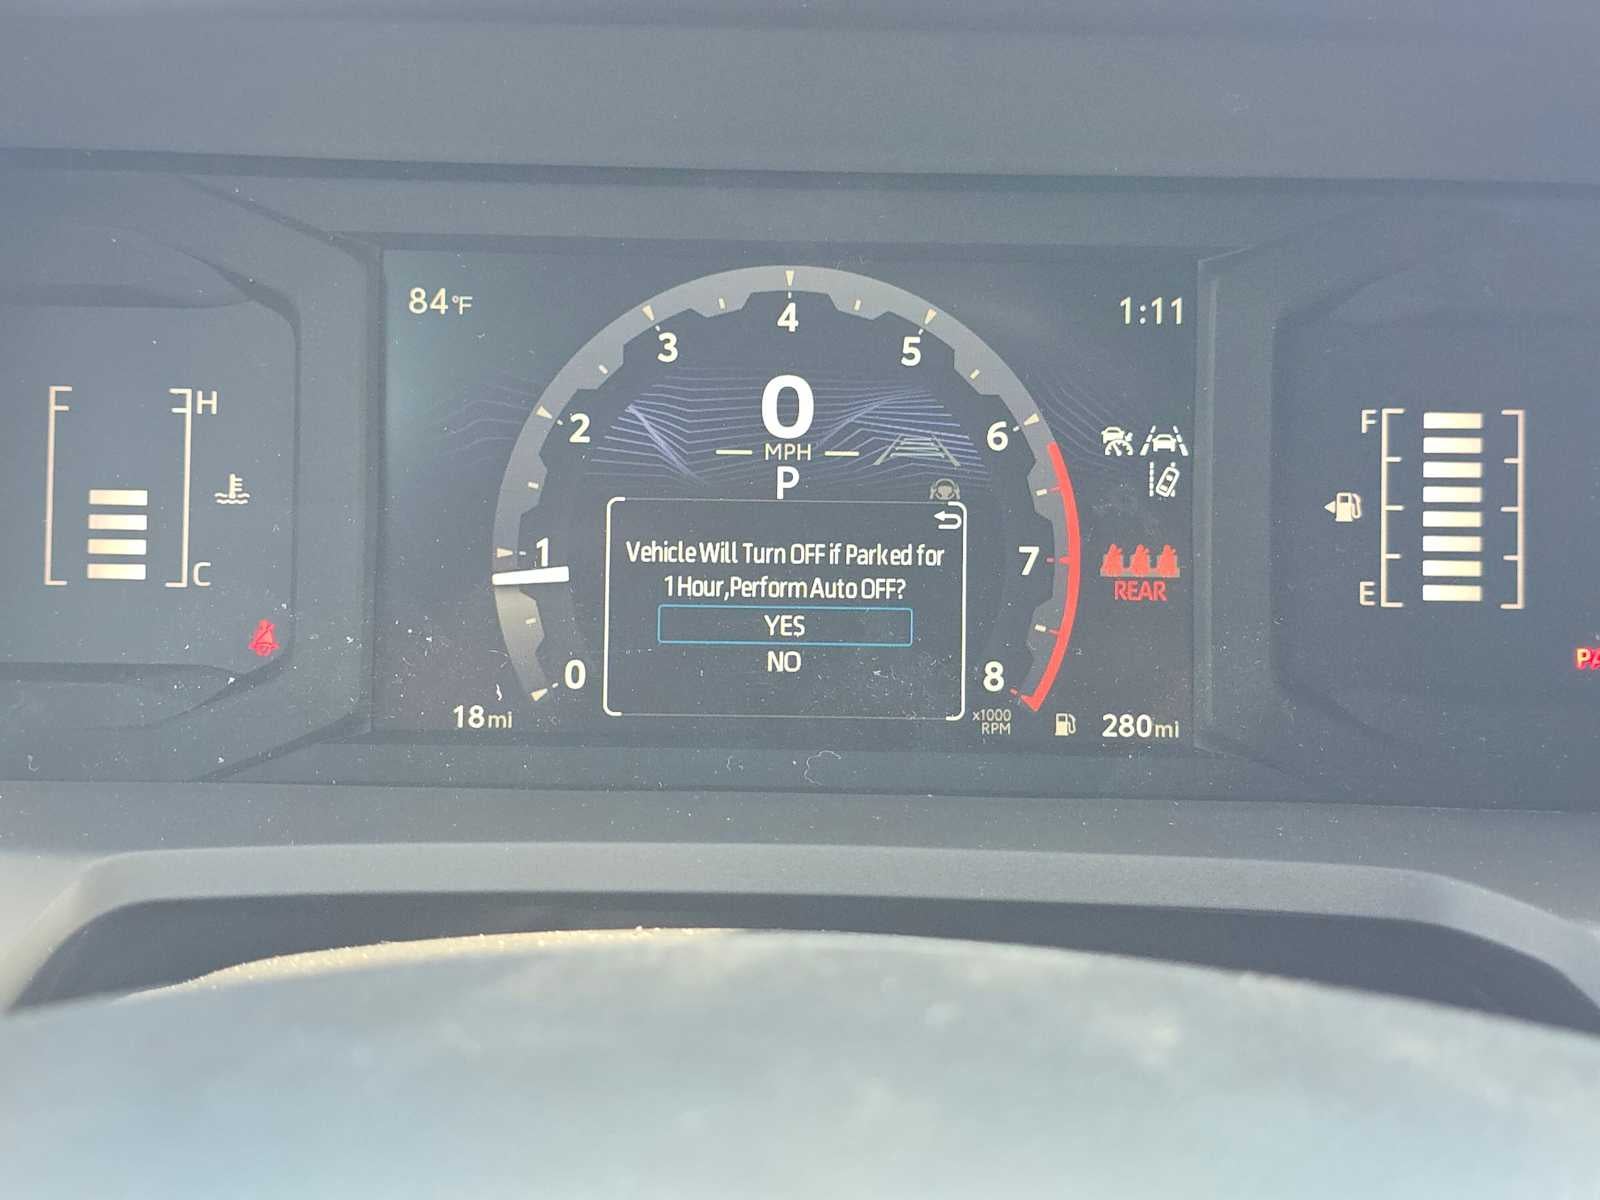 84°F
1:11
4
3
5
2
0
6
MPH
P
H
F
Vehicle Will Turn OFF if Parked for
1 Hour,Perform Auto OFF?
YES
NO
1
7
REAR
C
E
0
8
x1000
RPM
18mi
280mi